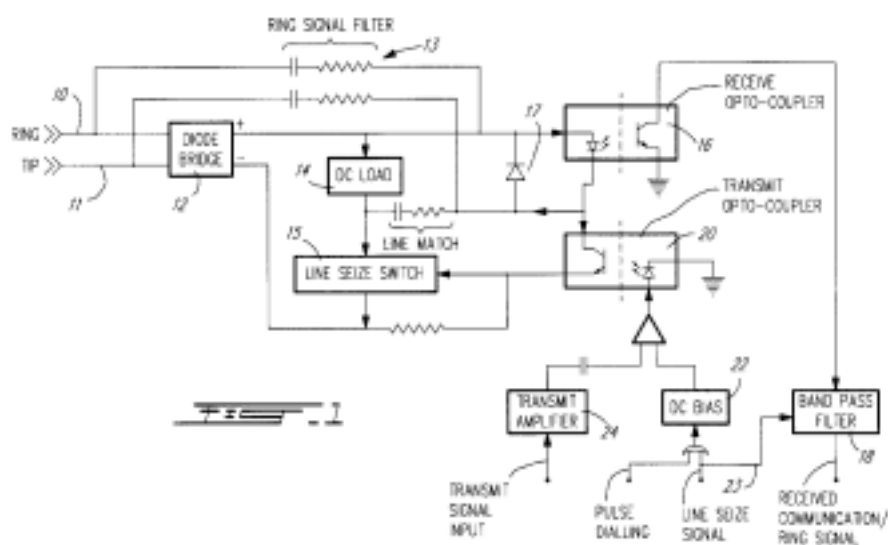 RING SIGNAL FILTER
13
10
RING
TIP
11
DIODE
BRIDGE
12
+
-
14
DC LOAD
17
RECEIVE
OPTO-COUPLER
16
TRANSMIT
OPTO-COUPLER
20
LINE MATCH
15
LINE SEIZE SWITCH
22
TRANSMIT
AMPLIFIER
24
DC BIAS
BAND PASS
FILTER
18
23
TRANSMIT
SIGNAL
INPUT
PULSE
DIALLING
LINE SEIZE
SIGNAL
RECEIVED
COMMUNICATION/
RING SIGNAL